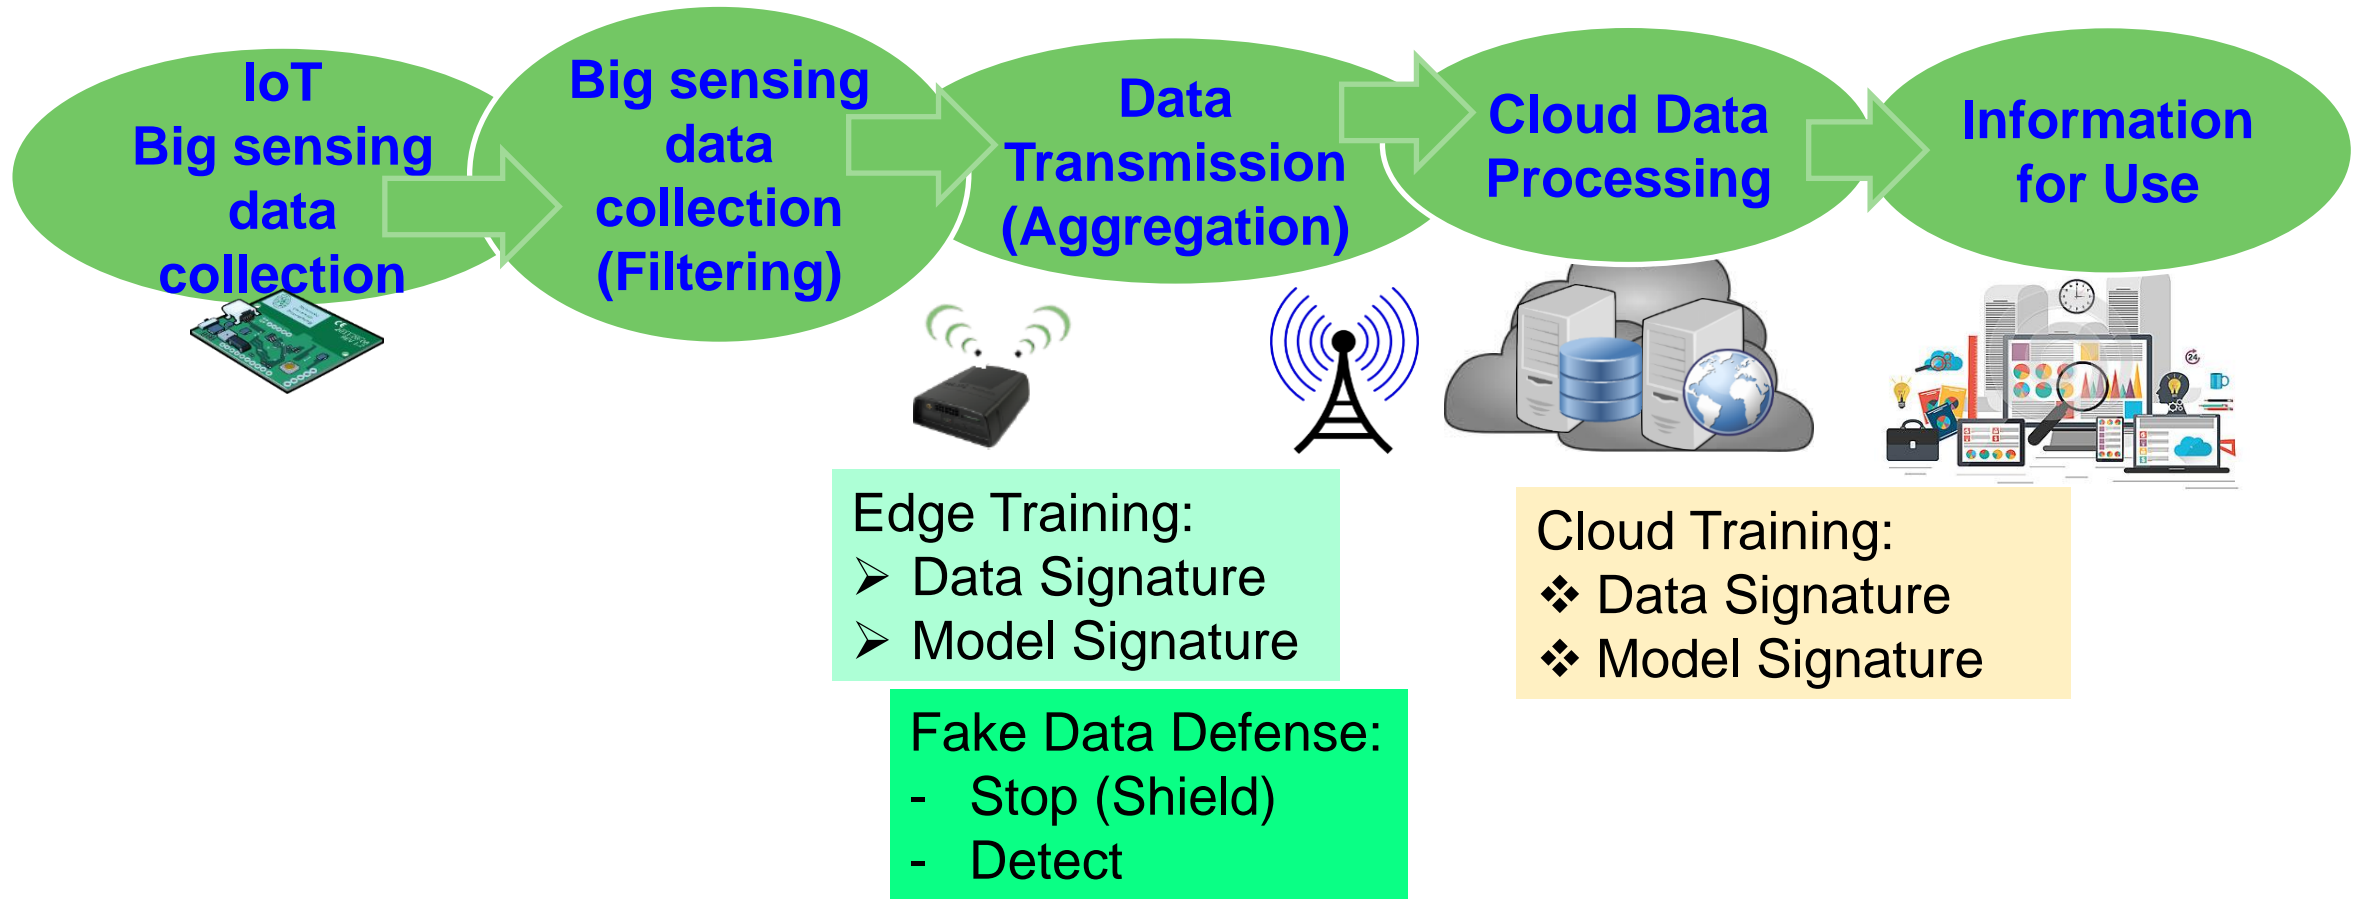 IoT
Big sensing
data
collection
Big sensing
data
collection
(Filtering)
Data
Transmission
(Aggregation)
Cloud Data
Processing
Information
for Use
24
Edge Training:
➢ Data Signature
➢ Model Signature
Cloud Training:
❖ Data Signature
❖ Model Signature
Fake Data Defense:
- Stop (Shield)
- Detect